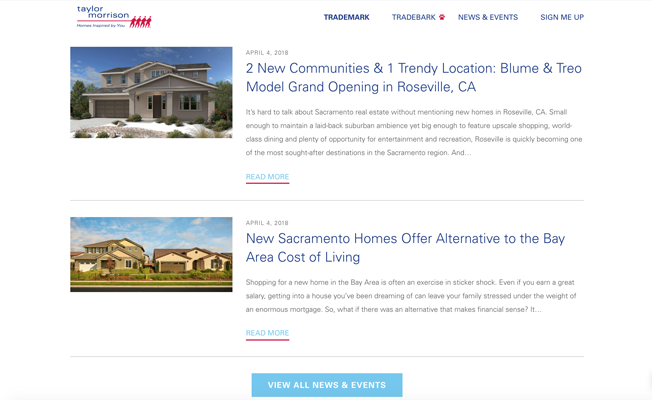 taylor
morrison
Homes Inspired by You
TRADEMARK
TRADEBARK
NEWS & EVENTS
SIGN ME UP
APRIL 4, 2018
2 New Communities & 1 Trendy Location: Blume & Treo
Model Grand Opening in Roseville, CA
It's hard to talk about Sacramento real estate without mentioning new homes in Roseville, CA. Small
enough to maintain a laid-back suburban ambience yet big enough to feature upscale shopping, world-
class dining and plenty of opportunity for entertainment and recreation, Roseville is quickly becoming one
of the most sought-after destinations in the Sacramento region. And...
READ MORE
APRIL 4, 2018
New Sacramento Homes Offer Alternative to the Bay
Area Cost of Living
Shopping for a new home in the Bay Area is often an exercise in sticker shock. Even if you earn a great
salary, getting into a house you've been dreaming of can leave your family stressed under the weight of
an enormous mortgage. So, what if there was an alternative that makes financial sense? It...
READ MORE
VIEW ALL NEWS & EVENTS